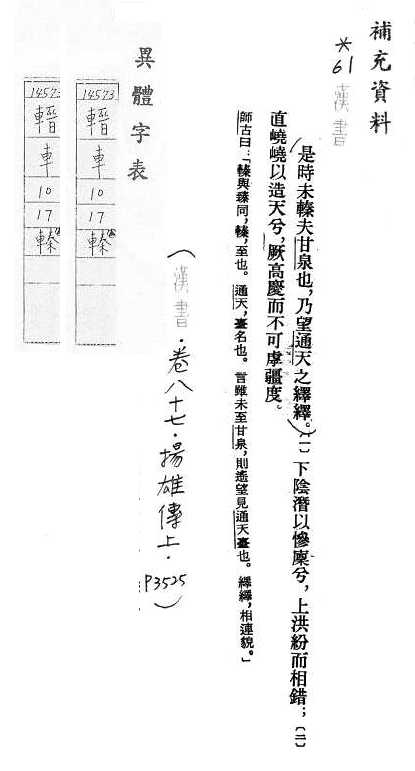 補充資料
*61 漢書
是時未轃夫甘泉也，乃望通天之繹繹。〔一〕下陰潛以慘廩兮，上洪紛而相錯；〔二〕
直嶢嶢以造天兮，厥高慶而不可虖疆度。
師古曰：「轃與臻同，轃，至也。通天，臺名也。言雖未至甘泉，則遙望見通天臺也。繹繹，相連貌。」
（漢書．卷八十七．揚雄傳上．P3525）
異體字表
14573
轃
車
10
17
轃
14573
轃
車
10
17
轃